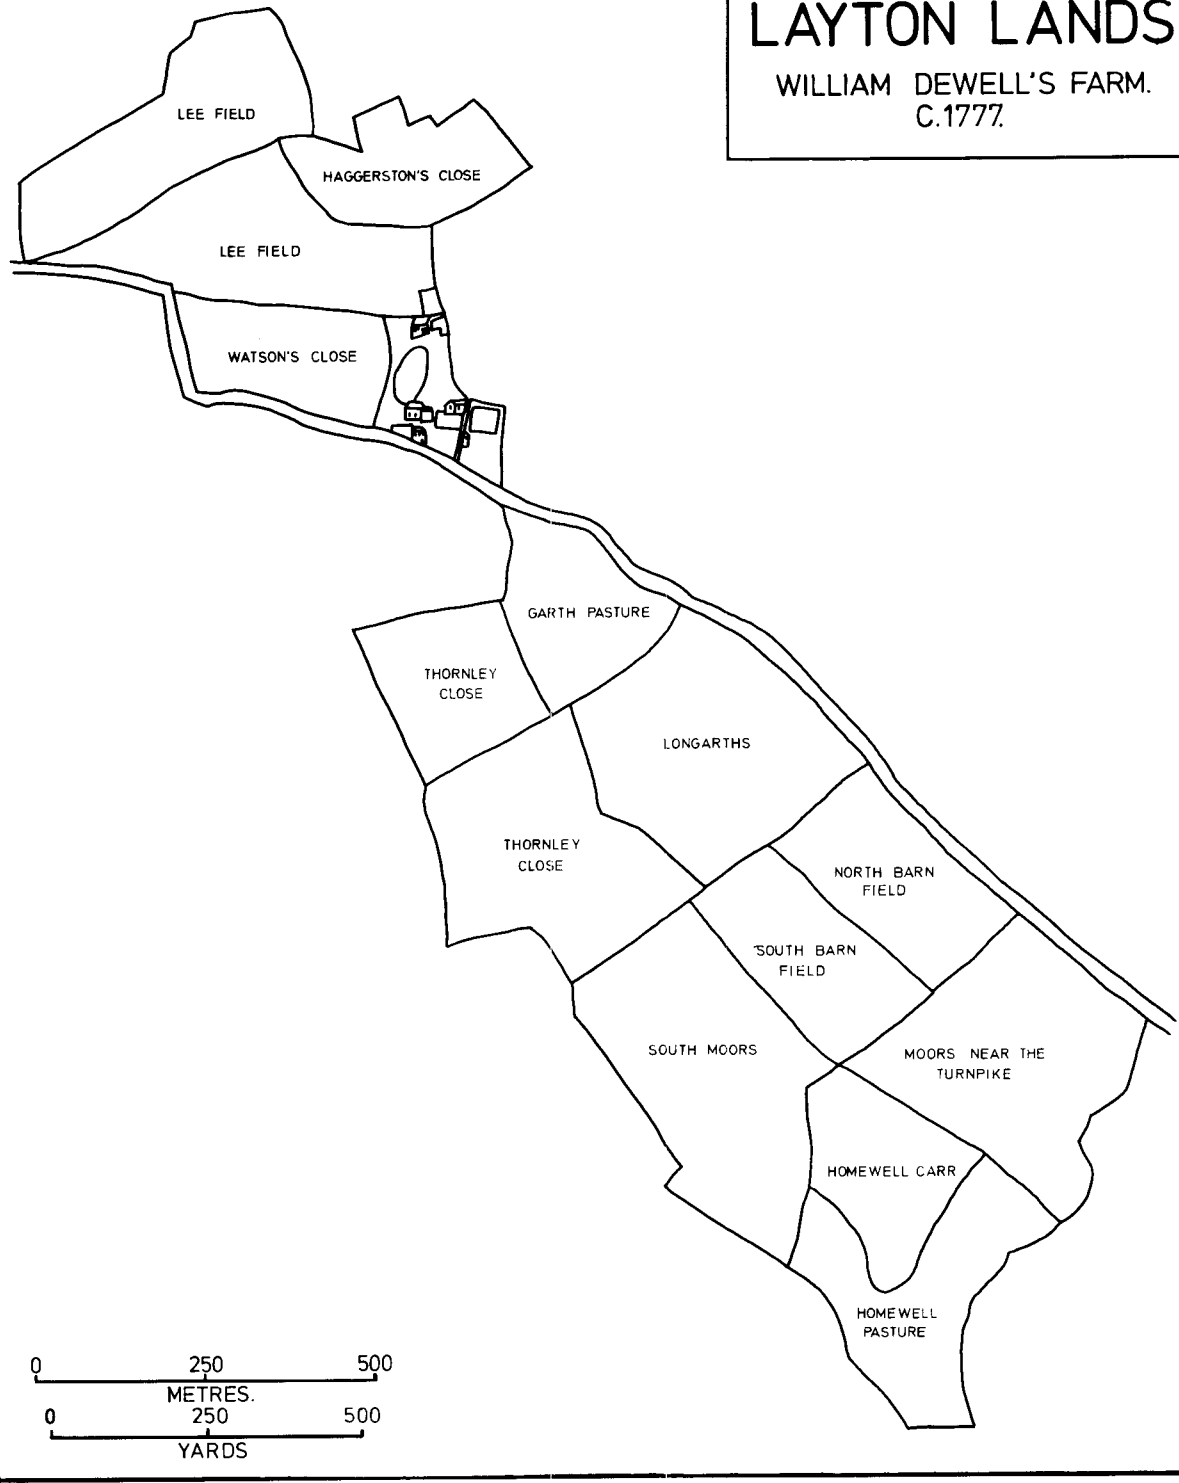 LAYTON LANDS
WILLIAM DEWELL'S FARM.
C.1777.
LEE FIELD
HAGGERSTON'S CLOSE
LEE FIELD
WATSON'S CLOSE
GARTH PASTURE
THORNLEY
CLOSE
LONGARTHS
THORNLEY
CLOSE
NORTH BARN
FIELD
SOUTH BARN
FIELD
SOUTH MOORS
MOORS NEAR THE
TURNPIKE
HOMEWELL CARR
HOMEWELL
PASTURE
0 250 500
METRES.
0 250 500
YARDS